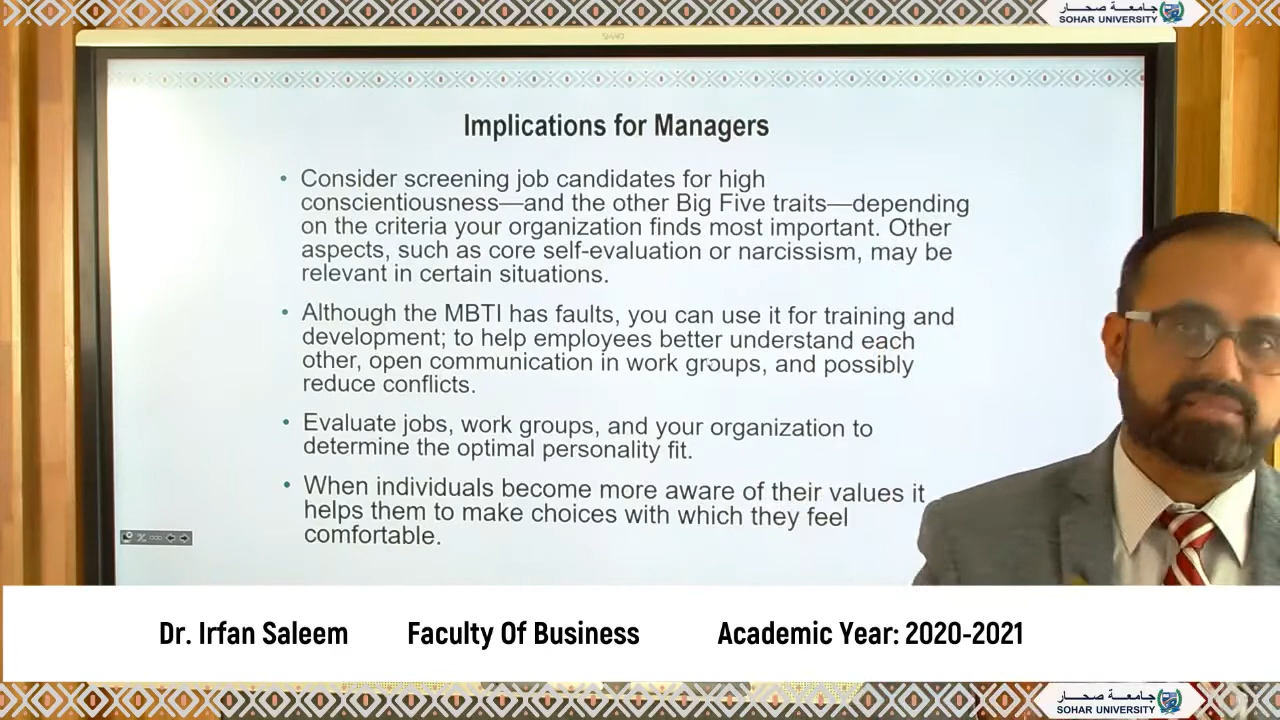 جامعة صحار
SOHAR UNIVERSITY
SMART
Implications for Managers
• Consider screening job candidates for high
conscientiousness—and the other Big Five traits—depending
on the criteria your organization finds most important. Other
aspects, such as core self-evaluation or narcissism, may be
relevant in certain situations.
• Although the MBTI has faults, you can use it for training and
development; to help employees better understand each
other, open communication in work groups, and possibly
reduce conflicts.
• Evaluate jobs, work groups, and your organization to
determine the optimal personality fit.
• When individuals become more aware of their values it
helps them to make choices with which they feel
comfortable.
Dr. Irfan Saleem Faculty Of Business Academic Year: 2020-2021
جامعة صحار
SOHAR UNIVERSITY